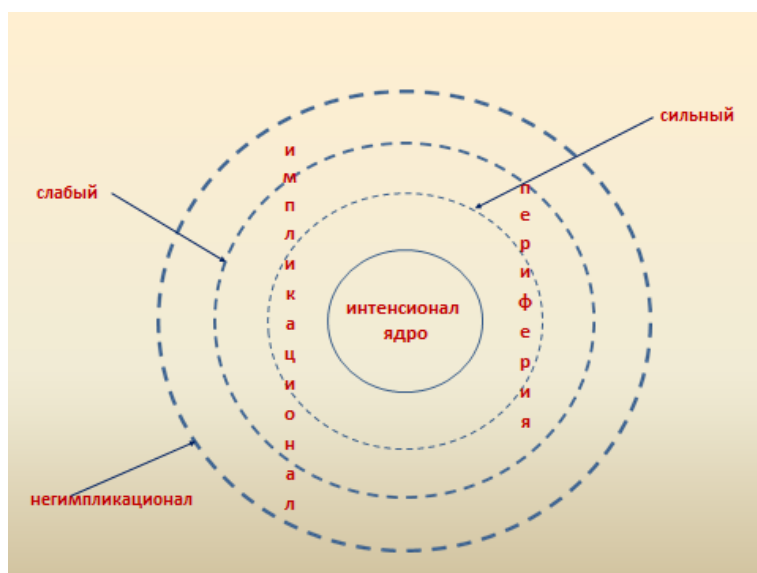 сильный
слабый
импликационал
периферия
интенсионал
ядро
негимпликационал